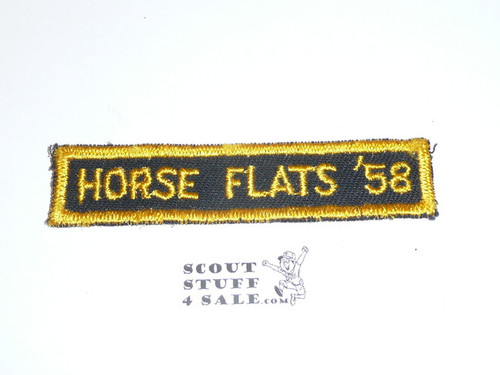 HORSE FLATS '58
SCOUT
STUFF
4 SALE.com